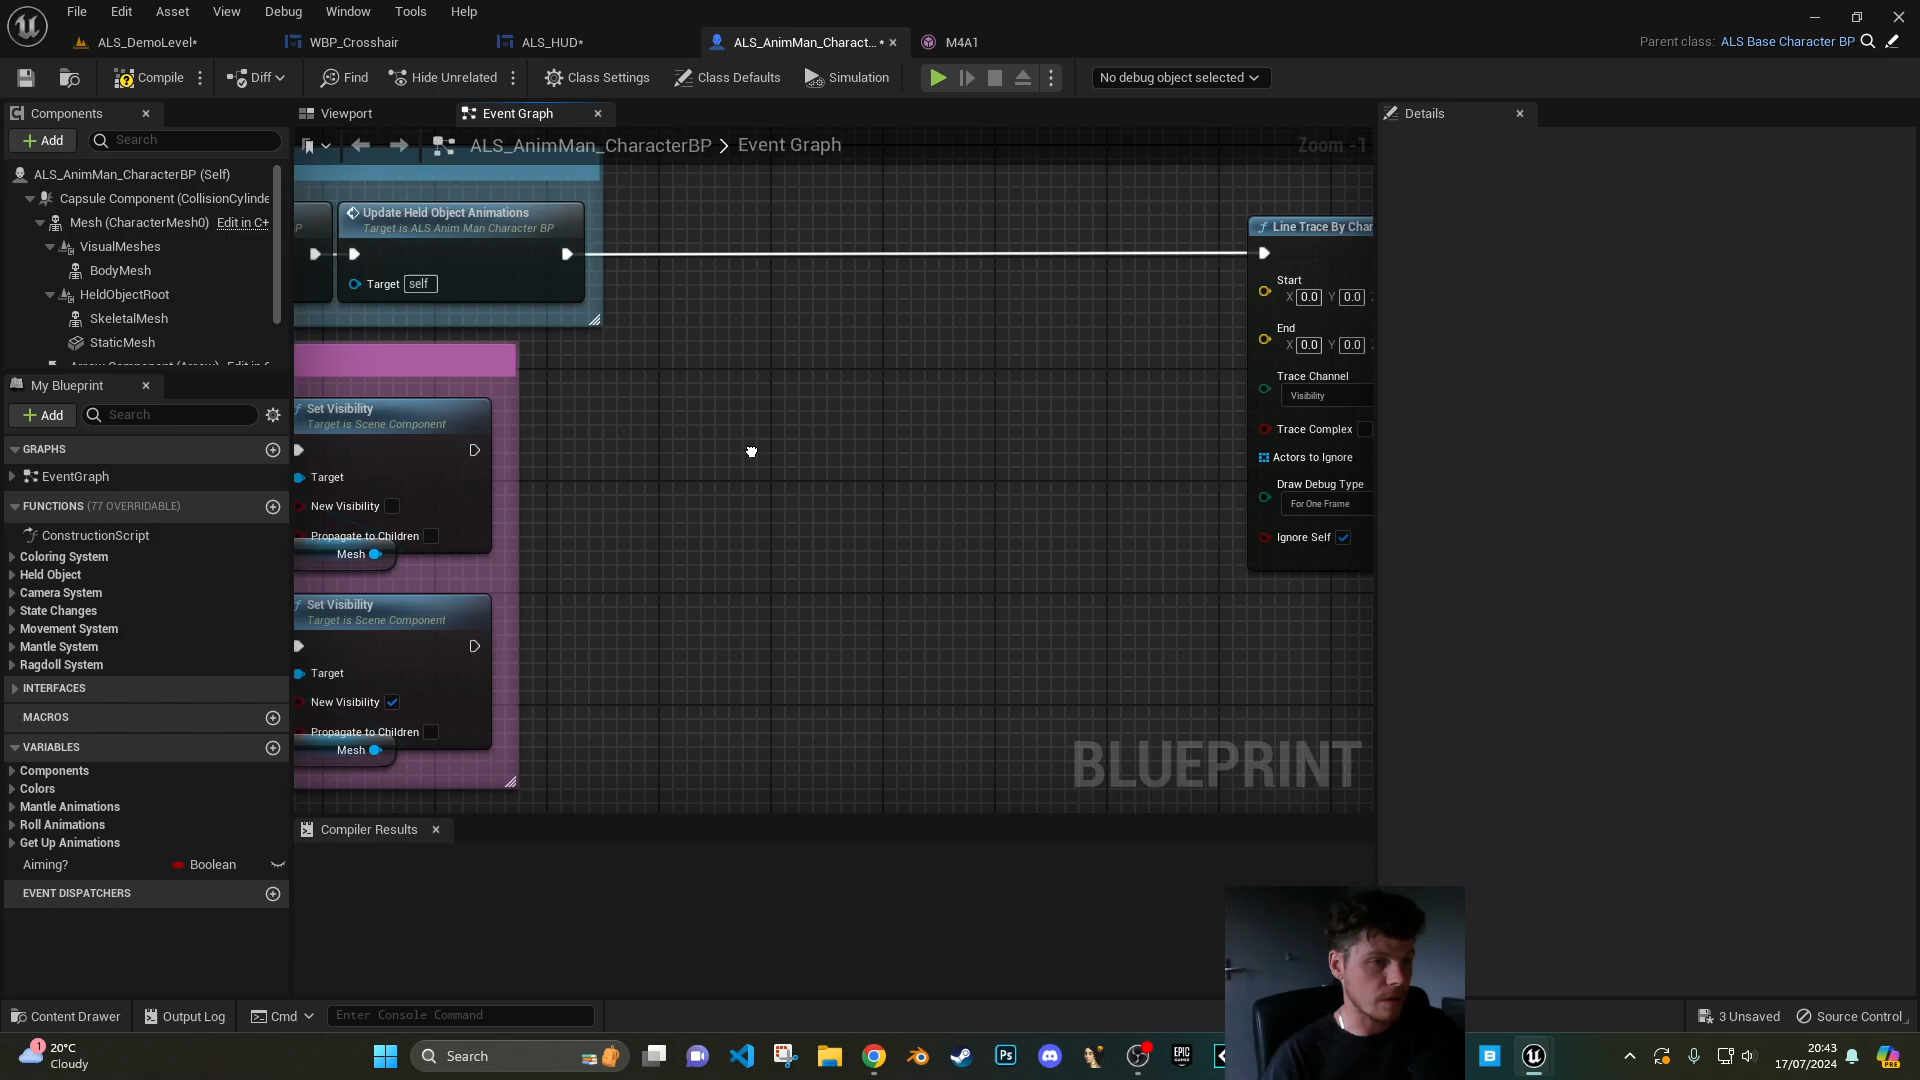 File Edit Asset View Debug Window Tools Help
ALS_DemoLevel* WBP_Crosshair ALS_HUD* ALS_AnimMan_Charact...* M4A1
Parent class: ALS Base Character BP
Compile Diff Find Hide Unrelated Class Settings Class Defaults Simulation No debug object selected
Components
Add Search
ALS_AnimMan_CharacterBP (Self)
Capsule Component (CollisionCylinde
Mesh (CharacterMesh0) Edit in C+
VisualMeshes
BodyMesh
HeldObjectRoot
SkeletalMesh
StaticMesh
My Blueprint
Add Search
GRAPHS
EventGraph
FUNCTIONS (77 OVERRIDABLE)
ConstructionScript
Coloring System
Held Object
Camera System
State Changes
Movement System
Mantle System
Ragdoll System
INTERFACES
MACROS
VARIABLES
Components
Colors
Mantle Animations
Roll Animations
Get Up Animations
Aiming? Boolean
EVENT DISPATCHERS
Viewport Event Graph
ALS_AnimMan_CharacterBP > Event Graph
Zoom -1
Update Held Object Animations
Target is ALS Anim Man Character BP
Target self
Set Visibility
Target is Scene Component
Target
New Visibility
Propagate to Children
Mesh
Set Visibility
Target is Scene Component
Target
New Visibility
Propagate to Children
Mesh
Line Trace By Chan
Start
X 0.0 Y 0.0
End
X 0.0 Y 0.0
Trace Channel
Visibility
Trace Complex
Actors to Ignore
Draw Debug Type
For One Frame
Ignore Self
BLUEPRINT
Compiler Results
Details
Content Drawer Output Log Cmd Enter Console Command
3 Unsaved Source Control
1
20°C
Cloudy
Search
Ps
EPIC
GAMES
B
20:43
17/07/2024
PRE